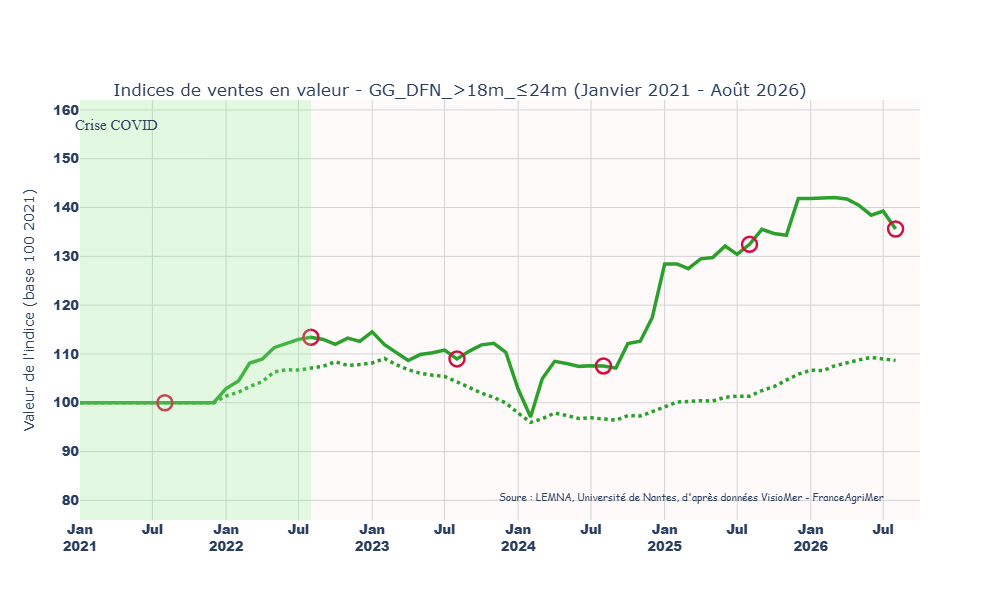 Indices de ventes en valeur - GG_DFN_>18m_≤24m (Janvier 2021 - Août 2026)
Crise COVID
Valeur de l'indice (base 100 2021)
160
150
140
130
120
110
100
90
80
Soure : LEMNA, Université de Nantes, d'après données VisioMer - FranceAgriMer
Jan Jul Jan Jul Jan Jul Jan Jul Jan Jul Jan Jul
2021 2022 2023 2024 2025 2026